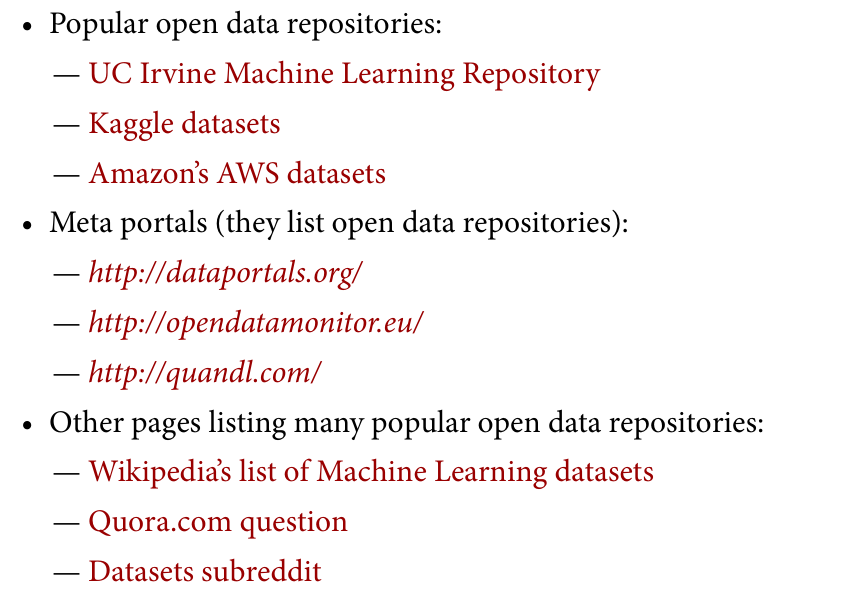 • Popular open data repositories:
— UC Irvine Machine Learning Repository
— Kaggle datasets
— Amazon’s AWS datasets
• Meta portals (they list open data repositories):
— http://dataportals.org/
— http://opendatamonitor.eu/
— http://quandl.com/
• Other pages listing many popular open data repositories:
— Wikipedia’s list of Machine Learning datasets
— Quora.com question
— Datasets subreddit